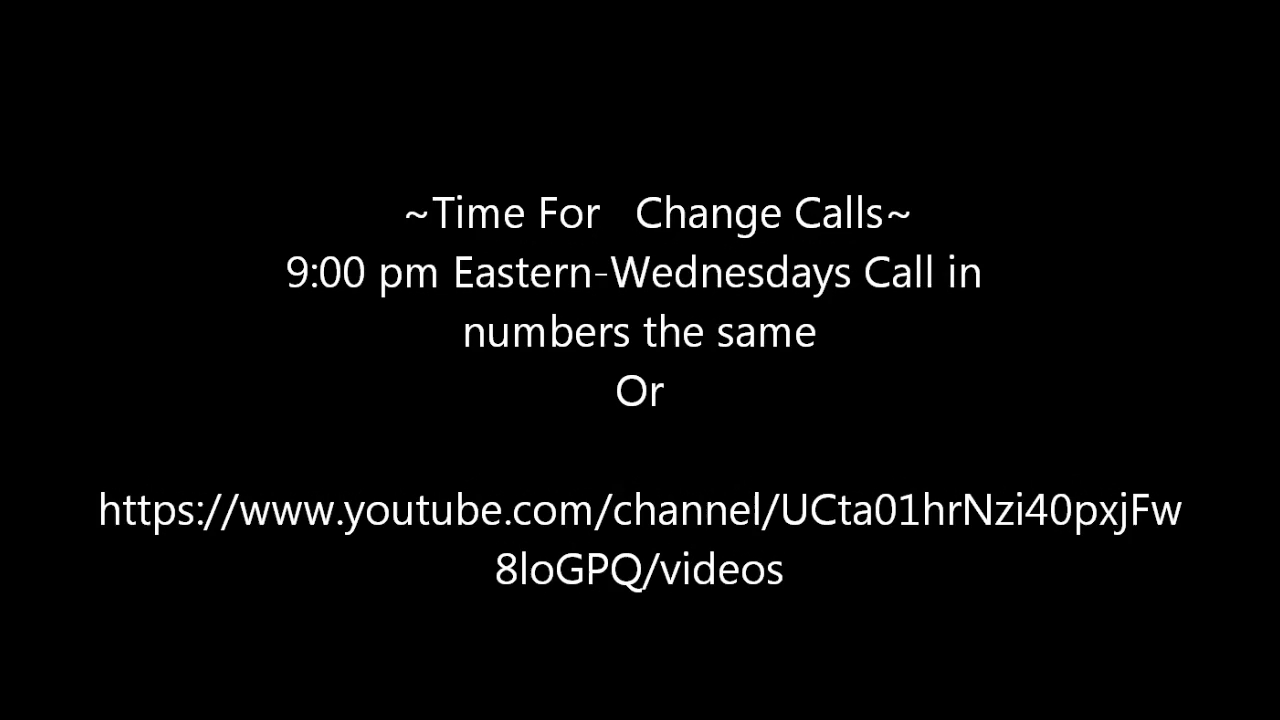 ~Time For   Change Calls~
9:00 pm Eastern-Wednesdays Call in
numbers the same
Or
https://www.youtube.com/channel/UCta01hrNzi40pxjFw
8loGPQ/videos